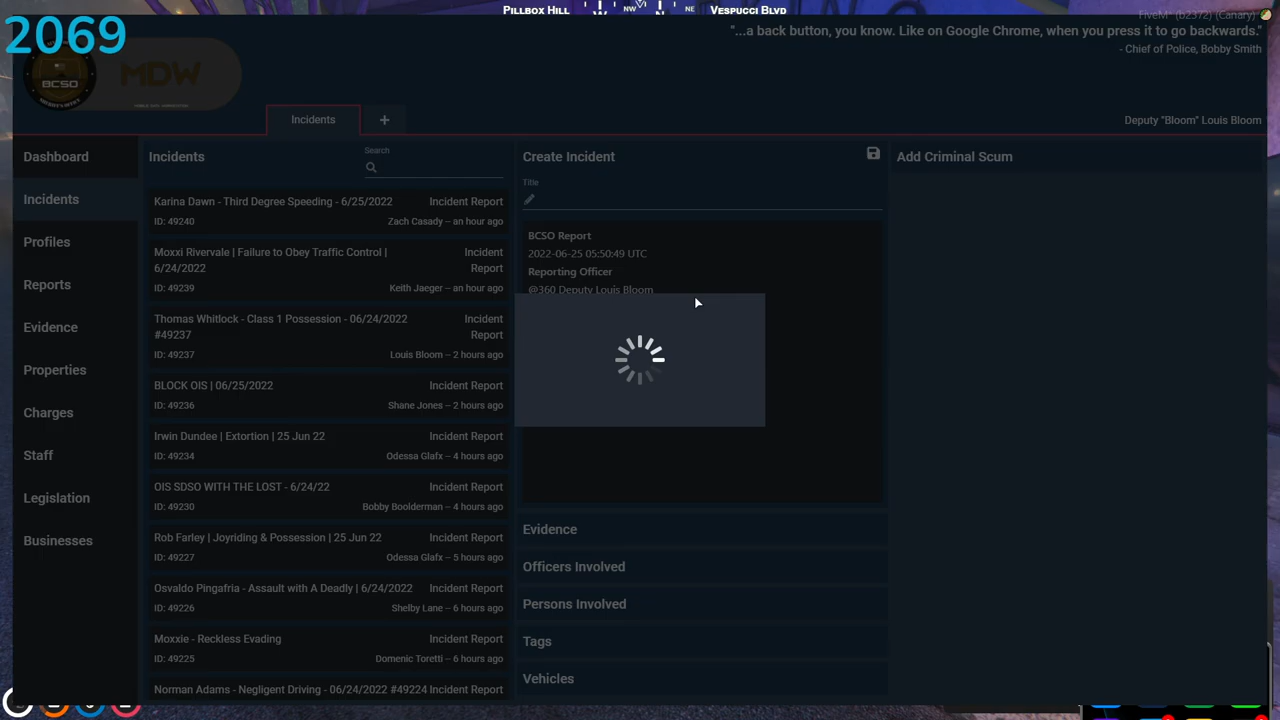 Pillbox Hill
W
NW
N
NE
Vespucci Blvd
2069
FiveM* (b2372) (Canary)
"...a back button, you know. Like on Google Chrome, when you press it to go backwards."
- Chief of Police, Bobby Smith
BCSO
MDW
Incidents
+
Deputy "Bloom" Louis Bloom
Dashboard
Incidents
Profiles
Reports
Evidence
Properties
Charges
Staff
Legislation
Businesses
Incidents
Search
Karina Dawn - Third Degree Speeding - 6/25/2022 Incident Report
ID: 49240 Zach Casady – an hour ago
Moxxi Rivervale | Failure to Obey Traffic Control | Incident
6/24/2022 Report
ID: 49239 Keith Jaeger – an hour ago
Thomas Whitlock - Class 1 Possession - 06/24/2022 Incident
#49237 Report
ID: 49237 Louis Bloom – 2 hours ago
BLOCK OIS | 06/25/2022 Incident Report
ID: 49236 Shane Jones – 2 hours ago
Irwin Dundee | Extortion | 25 Jun 22 Incident Report
ID: 49234 Odessa Glafx – 4 hours ago
OIS SDSO WITH THE LOST - 6/24/22 Incident Report
ID: 49230 Bobby Boolderman – 4 hours ago
Rob Farley | Joyriding & Possession | 25 Jun 22 Incident Report
ID: 49227 Odessa Glafx – 5 hours ago
Osvaldo Pingafria - Assault with A Deadly | 6/24/2022 Incident Report
ID: 49226 Shelby Lane – 6 hours ago
Moxxie - Reckless Evading Incident Report
ID: 49225 Domenic Toretti – 6 hours ago
Norman Adams - Negligent Driving - 06/24/2022 #49224 Incident Report
Create Incident
Title
BCSO Report
2022-06-25 05:50:49 UTC
Reporting Officer
@360 Deputy Louis Bloom
Evidence
Officers Involved
Persons Involved
Tags
Vehicles
Add Criminal Scum